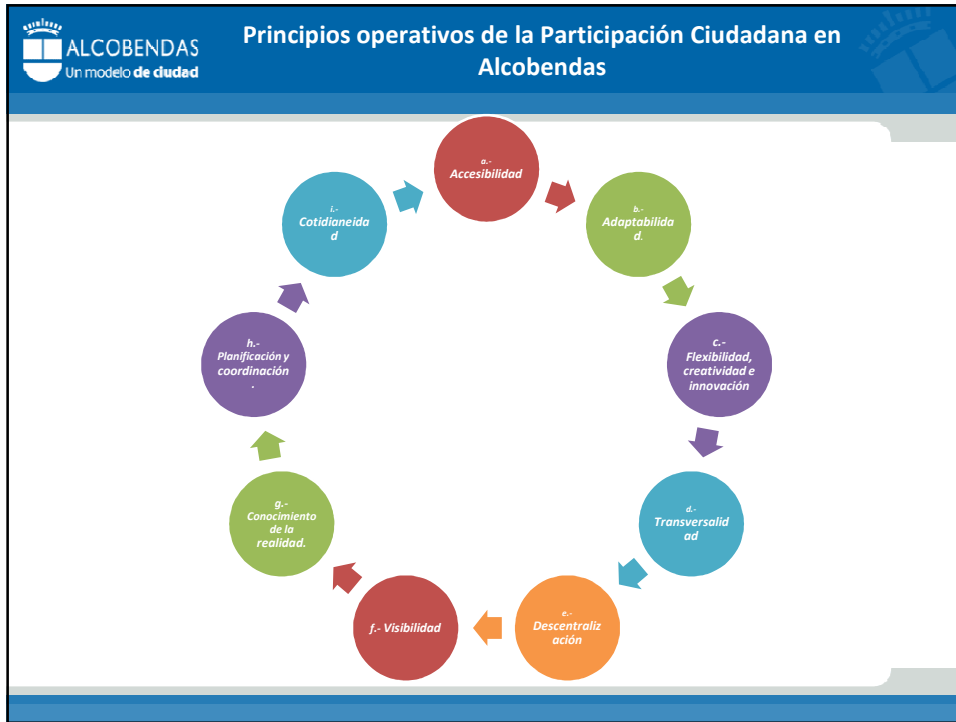 ALCOBENDAS
Un modelo de ciudad
Principios operativos de la Participación Ciudadana en
Alcobendas
a.-
Accesibilidad
b.-
Adaptabilida
d.
c.-
Flexibilidad,
creatividad e
innovación
d.-
Transversalid
ad
e.-
Descentraliz
ación
f.- Visibilidad
g.-
Conocimiento
de la
realidad.
h.-
Planificación y
coordinación
.
i.-
Cotidianeida
d